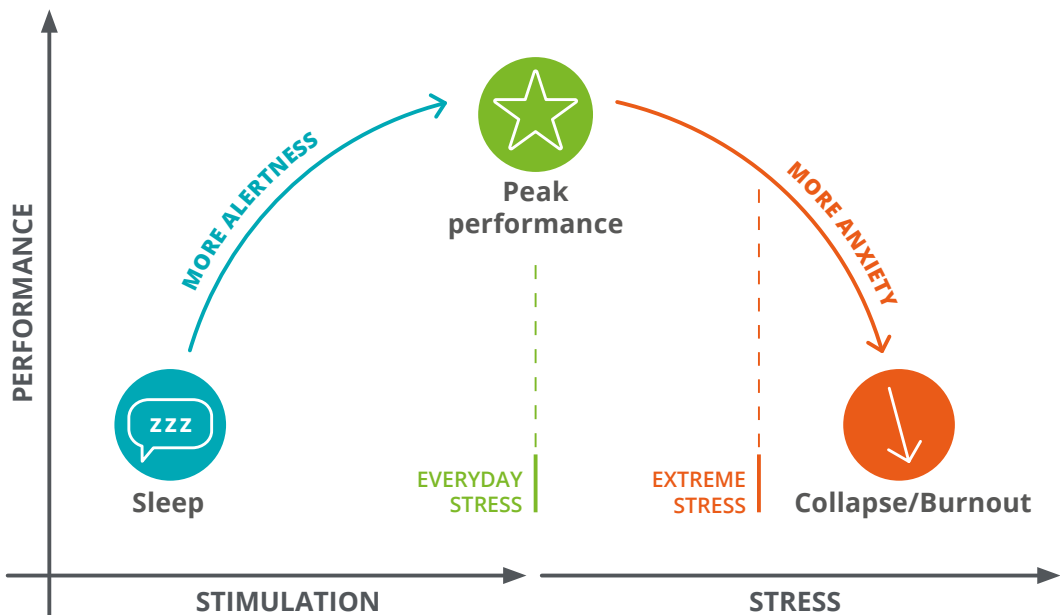 PERFORMANCE
MORE ALERTNESS
zzz
Sleep
Peak
performance
EVERYDAY
STRESS
MORE ANXIETY
EXTREME
STRESS
Collapse/Burnout
STIMULATION
STRESS